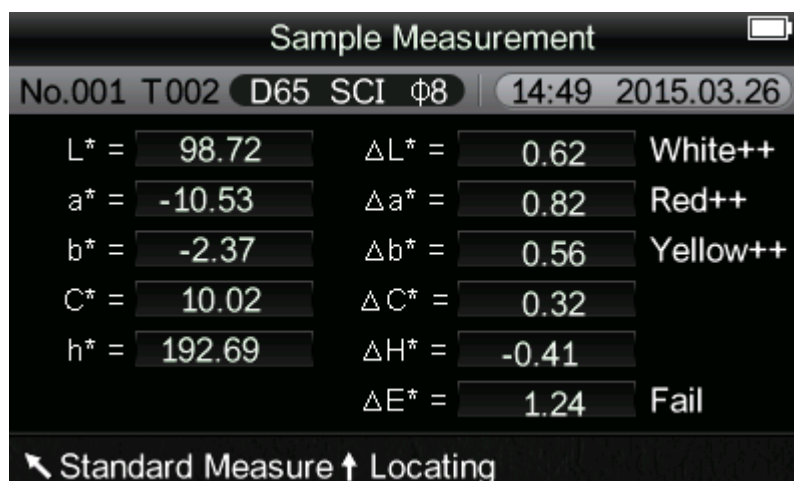 Sample Measurement
No.001 T002 D65 SCI Φ8 14:49 2015.03.26
L* = 98.72 ΔL* = 0.62 White++
a* = -10.53 Δa* = 0.82 Red++
b* = -2.37 Δb* = 0.56 Yellow++
C* = 10.02 ΔC* = 0.32
h* = 192.69 ΔH* = -0.41
ΔE* = 1.24 Fail
↖ Standard Measure ↑ Locating